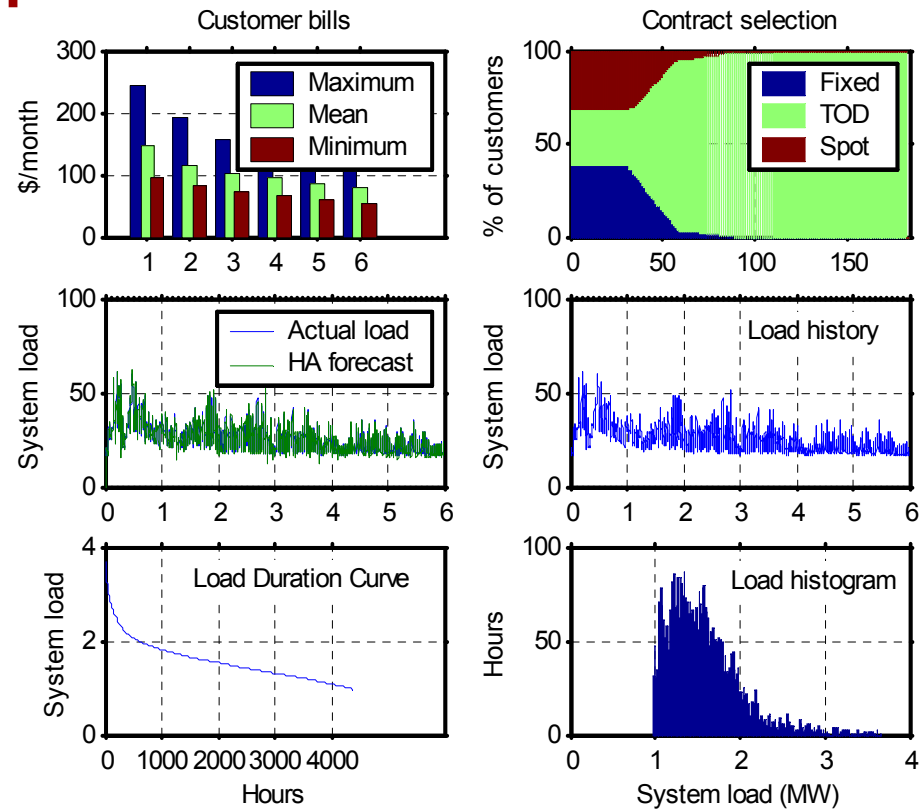 Customer bills
300
200
100
0
$/month
Maximum
Mean
Minimum
1 2 3 4 5 6
Contract selection
100
50
0
% of customers
Fixed
TOD
Spot
0 50 100 150
100
50
0
System load
Actual load
HA forecast
0 1 2 3 4 5 6
100
50
0
System load
Load history
0 1 2 3 4 5 6
4
2
0
System load
Load Duration Curve
0 1000 2000 3000 4000
Hours
100
50
0
Hours
Load histogram
0 1 2 3 4
System load (MW)